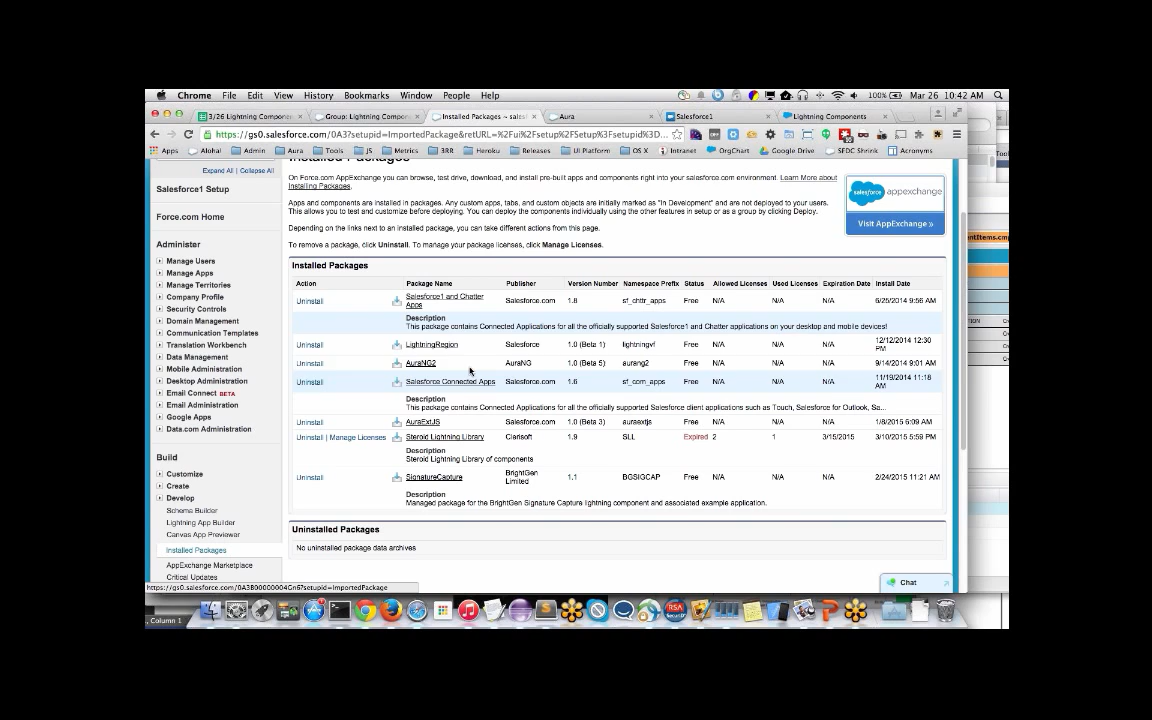 Chrome File Edit View History Bookmarks Window People Help 100% Mar 26 10:42 AM
3/26 Lightning Compone Group: Lightning Compon Installed Packages ~ sales Aura Salesforce1 Lightning Components
https://gs0.salesforce.com/0A3?setupid=ImportedPackage&retURL=%2Fui%2Fsetup%2FSetup%3Fsetupid%3D...
Apps Aloha! Admin Aura Tools JS Metrics 3RR Heroku Releases UI Platform OS X Intranet OrgChart Google Drive SFDC Shrink Acronyms
Expand All | Collapse All
Salesforce1 Setup
Force.com Home
Administer
Manage Users
Manage Apps
Manage Territories
Company Profile
Security Controls
Domain Management
Communication Templates
Translation Workbench
Data Management
Mobile Administration
Desktop Administration
Email Connect BETA
Email Administration
Google Apps
Data.com Administration
Build
Customize
Create
Develop
Schema Builder
Lightning App Builder
Canvas App Previewer
Installed Packages
AppExchange Marketplace
Critical Updates
Installed Packages
On Force.com AppExchange you can browse, test drive, download, and install pre-built apps and components right into your salesforce.com environment. Learn More about
Installing Packages.
Apps and components are installed in packages. Any custom apps, tabs, and custom objects are initially marked as "In Development" and are not deployed to your users.
This allows you to test and customize before deploying. You can deploy the components individually using the other features in setup or as a group by clicking Deploy.
Depending on the links next to an installed package, you can take different actions from this page.
To remove a package, click Uninstall. To manage your package licenses, click Manage Licenses.
salesforce appexchange
Visit AppExchange »
Installed Packages
Action Package Name Publisher Version Number Namespace Prefix Status Allowed Licenses Used Licenses Expiration Date Install Date
Uninstall Salesforce1 and Chatter Apps Salesforce.com 1.8 sf_chttr_apps Free N/A N/A N/A 6/25/2014 9:56 AM
Description
This package contains Connected Applications for all the officially supported Salesforce1 and Chatter applications on your desktop and mobile devices!
Uninstall LightningRegion Salesforce 1.0 (Beta 1) lightningvf Free N/A N/A N/A 12/12/2014 12:30 PM
Uninstall AuraNG2 AuraNG 1.0 (Beta 5) aurang2 Free N/A N/A N/A 9/14/2014 9:01 AM
Uninstall Salesforce Connected Apps Salesforce.com 1.6 sf_com_apps Free N/A N/A N/A 11/19/2014 11:18 AM
Description
This package contains Connected Applications for all the officially supported Salesforce client applications such as Touch, Salesforce for Outlook, Sa...
Uninstall AuraExtJS Salesforce.com 1.0 (Beta 3) auraextjs Free N/A N/A N/A 1/8/2015 6:09 AM
Uninstall | Manage Licenses Steroid Lightning Library Clerisoft 1.9 SLL Expired 2 1 3/15/2015 3/10/2015 5:59 PM
Description
Steroid Lightning Library of components
Uninstall SignatureCapture BrightGen Limited 1.1 BGSIGCAP Free N/A N/A N/A 2/24/2015 11:21 AM
Description
Managed package for the BrightGen Signature Capture lightning component and associated example application.
Uninstalled Packages
No uninstalled package data archives
Chat
, Column 1